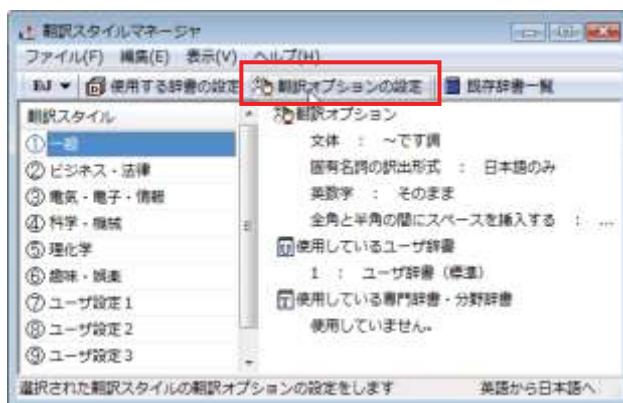 翻訳スタイルマネージャ
ファイル(F) 編集(E) 表示(V) ヘルプ(H)
EJ 使用する辞書の設定 翻訳オプションの設定 既存辞書一覧
翻訳スタイル
① 一般
② ビジネス・法律
③ 電気・電子・情報
④ 科学・機械
⑤ 理化学
⑥ 趣味・娯楽
⑦ ユーザ設定1
⑧ ユーザ設定2
⑨ ユーザ設定3
翻訳オプション
文体 : ～です調
固有名詞の訳出形式 : 日本語のみ
英数字 : そのまま
全角と半角の間にスペースを挿入する : ...
使用しているユーザ辞書
1 : ユーザ辞書 (標準)
使用している専門辞書・分野辞書
使用していません。
選択された翻訳スタイルの翻訳オプションの設定をします 英語から日本語へ